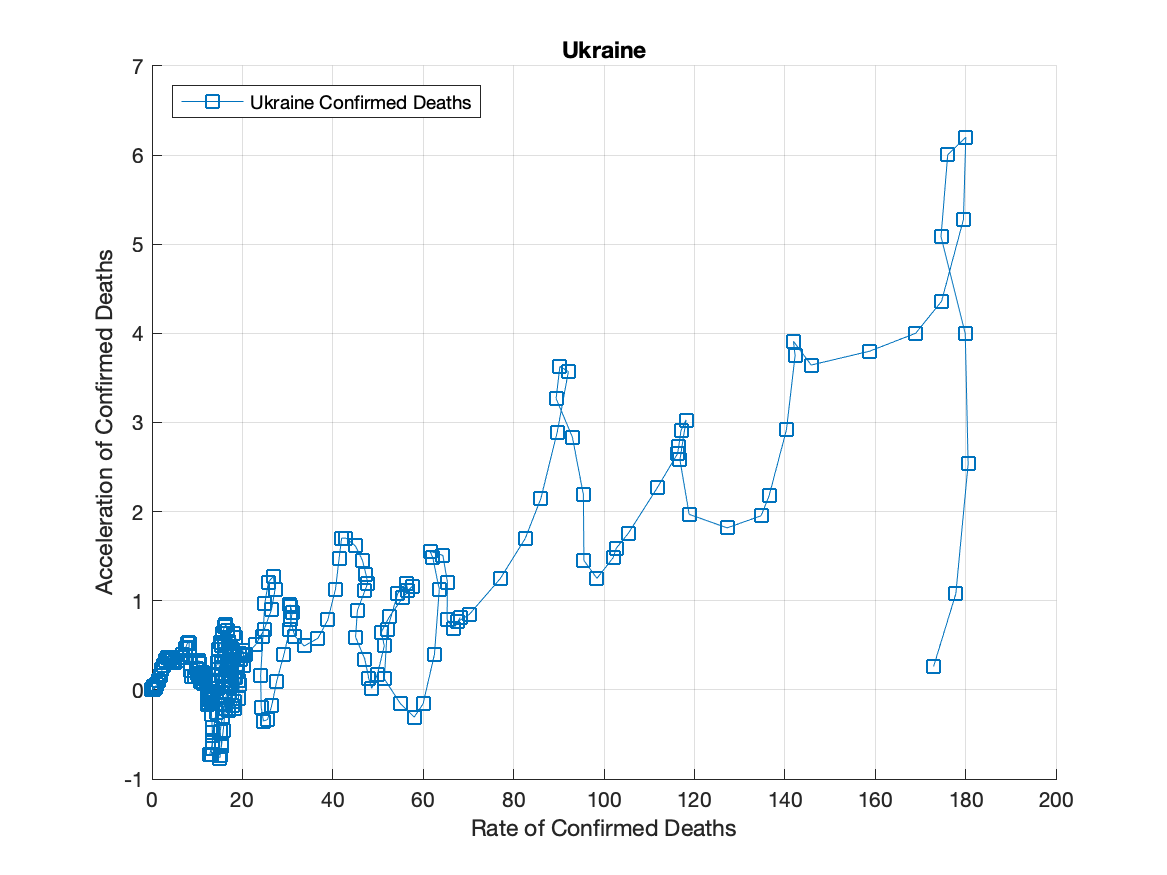 Ukraine
Ukraine Confirmed Deaths
7
6
5
4
3
2
1
0
-1
Acceleration of Confirmed Deaths
0 20 40 60 80 100 120 140 160 180 200
Rate of Confirmed Deaths